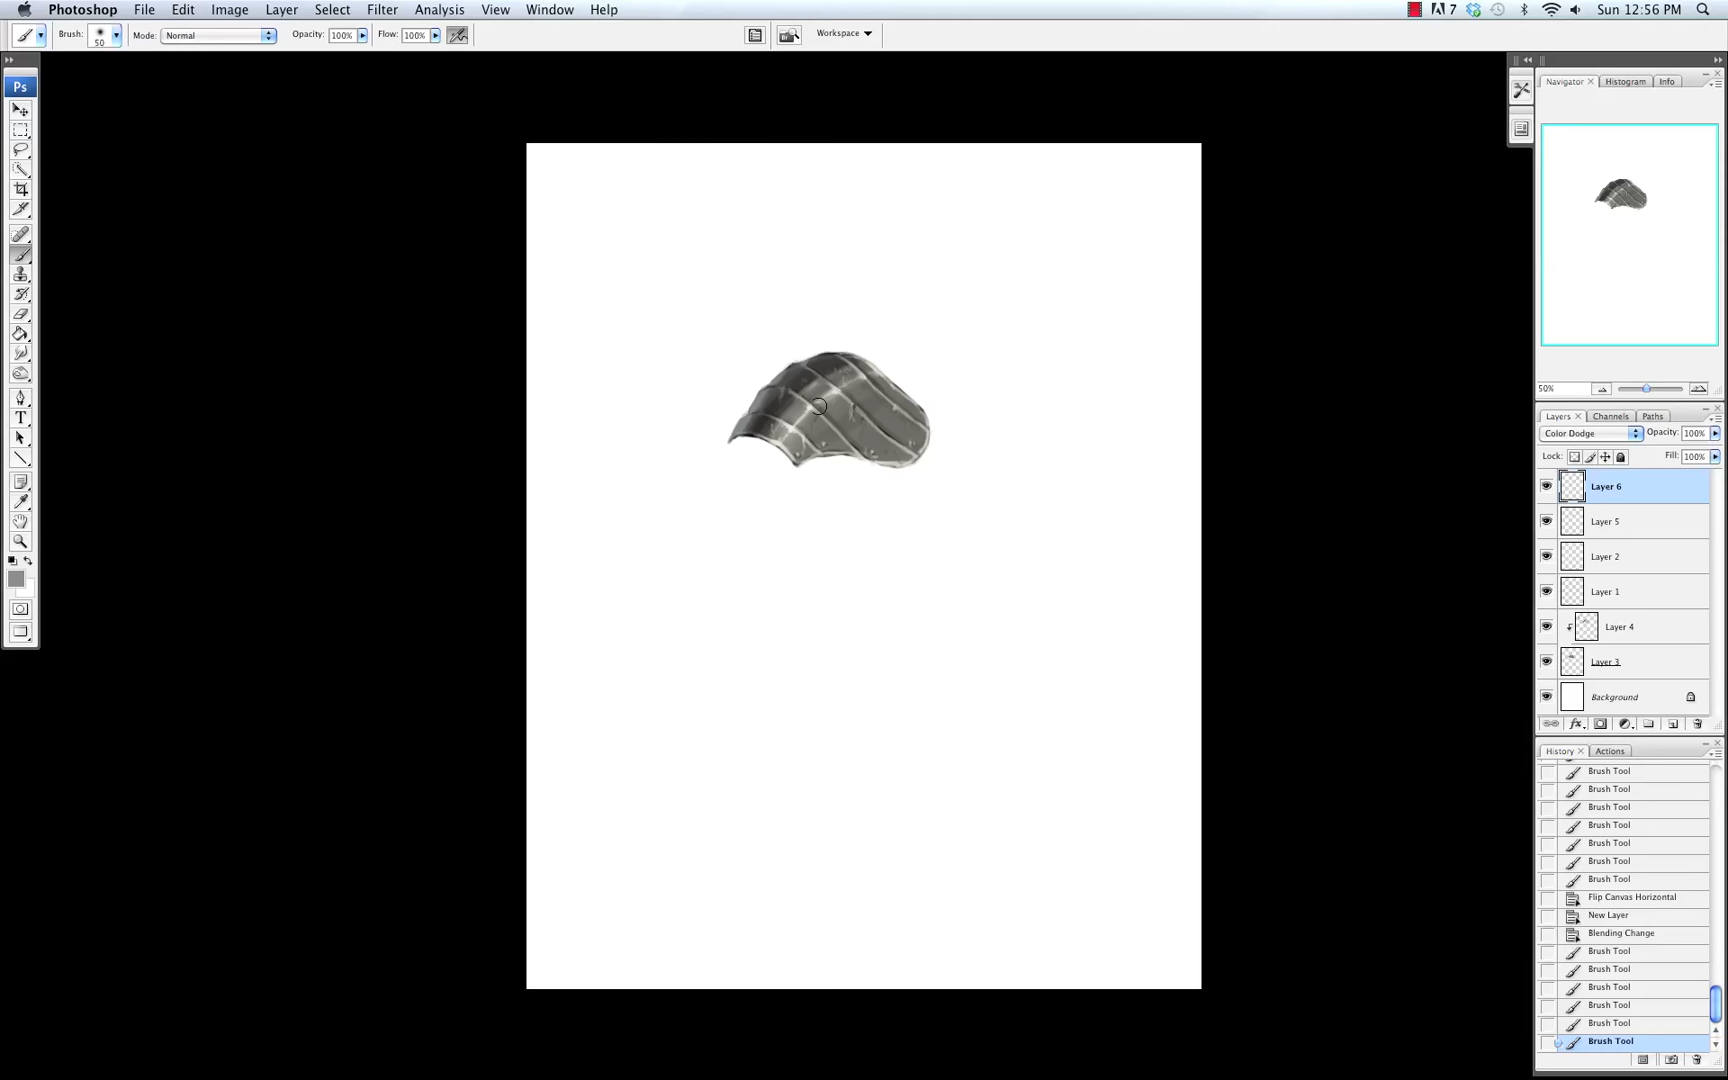 Photoshop File Edit Image Layer Select Filter Analysis View Window Help 7 Sun 12:56 PM
Brush: 50 Mode: Normal Opacity: 100% Flow: 100% Workspace
Ps
Navigator Histogram Info
50%
Layers Channels Paths
Color Dodge Opacity: 100%
Lock: Fill: 100%
Layer 6
Layer 5
Layer 2
Layer 1
Layer 4
Layer 3
Background
fx
History Actions
Brush Tool
Brush Tool
Brush Tool
Brush Tool
Brush Tool
Brush Tool
Brush Tool
Flip Canvas Horizontal
New Layer
Blending Change
Brush Tool
Brush Tool
Brush Tool
Brush Tool
Brush Tool
Brush Tool